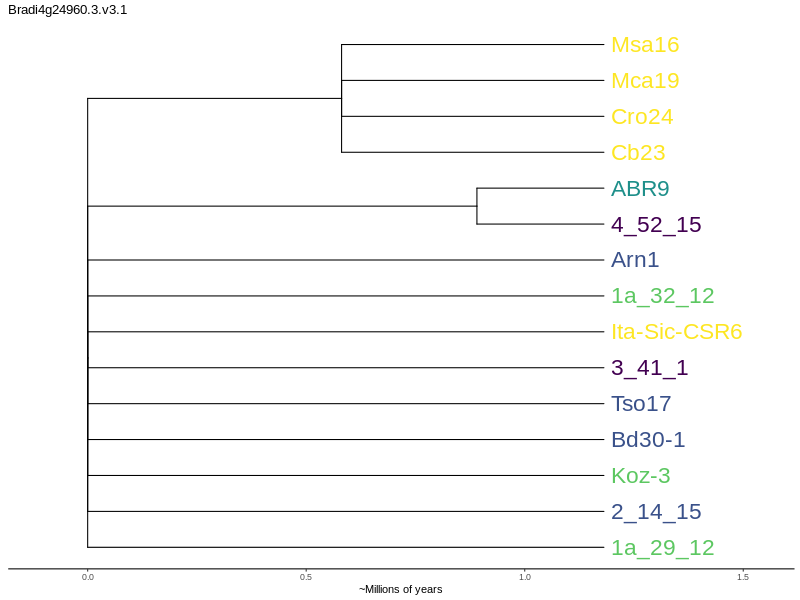 Bradi4g24960.3.v3.1
Msa16
Mca19
Cro24
Cb23
ABR9
4_52_15
Arn1
1a_32_12
Ita-Sic-CSR6
3_41_1
Tso17
Bd30-1
Koz-3
2_14_15
1a_29_12
0.0 0.5 1.0 1.5
~Millions of years